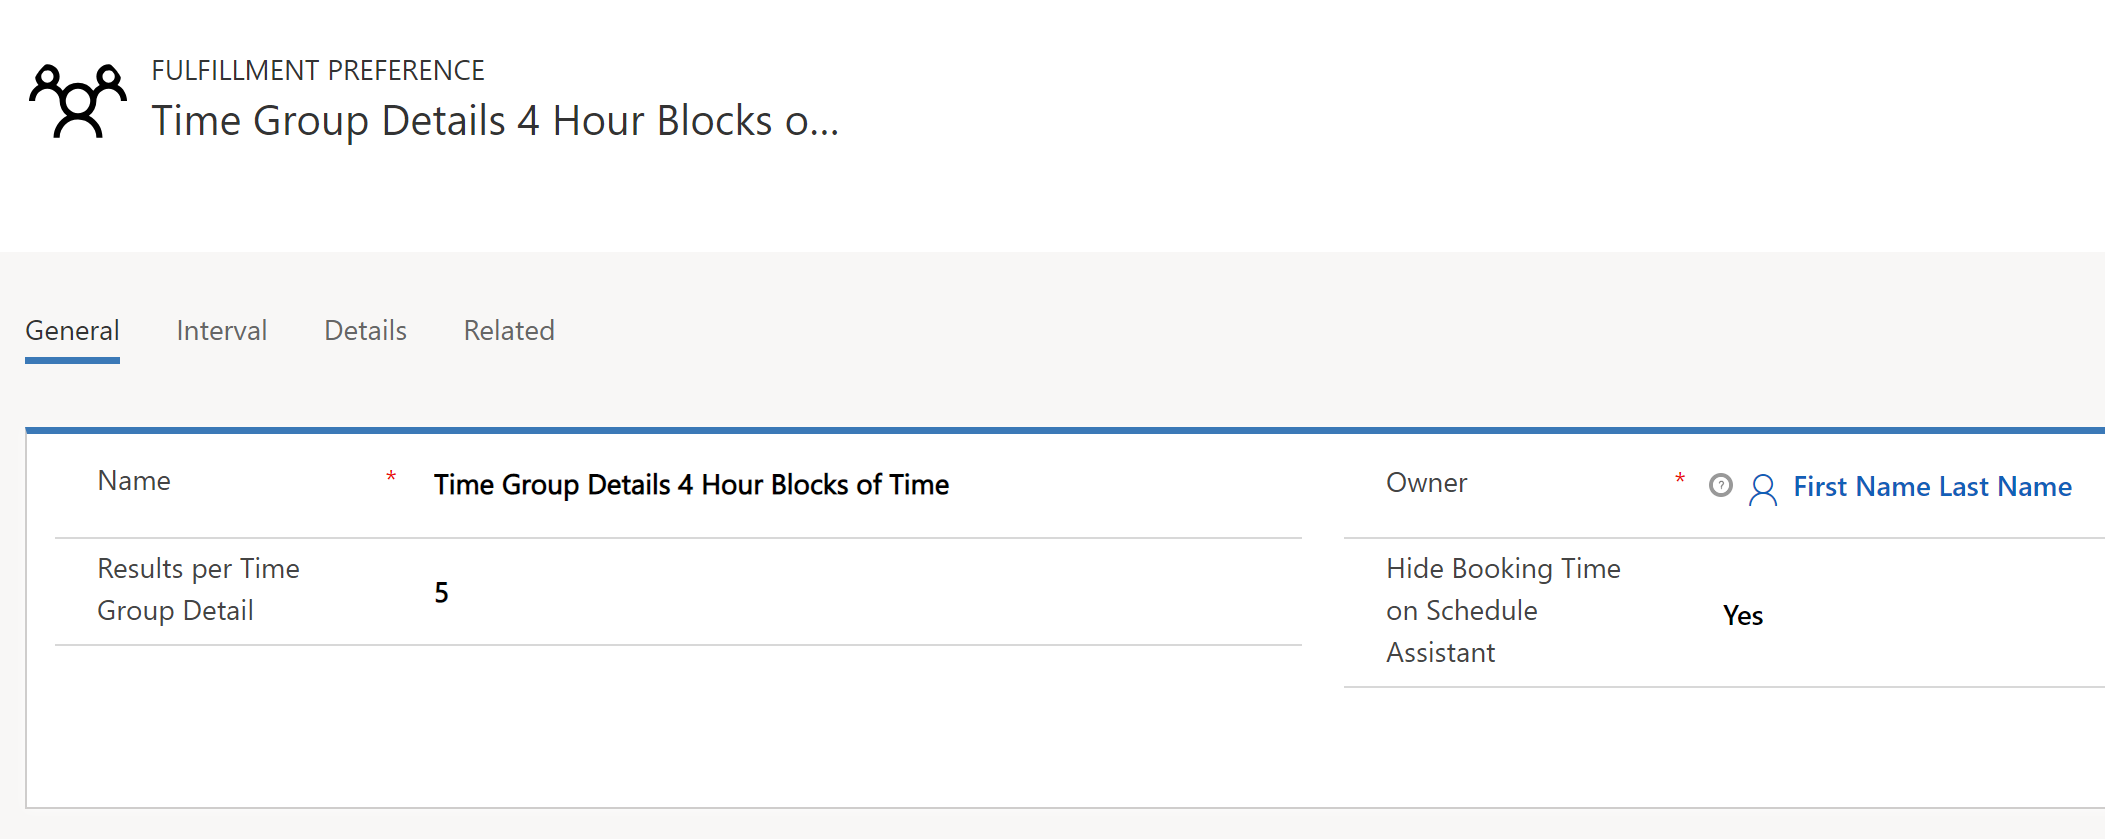 FULFILLMENT PREFERENCE
Time Group Details 4 Hour Blocks o...
General Interval Details Related
Name * Time Group Details 4 Hour Blocks of Time
Results per Time
Group Detail
5
Owner * ? First Name Last Name
Hide Booking Time
on Schedule
Assistant
Yes